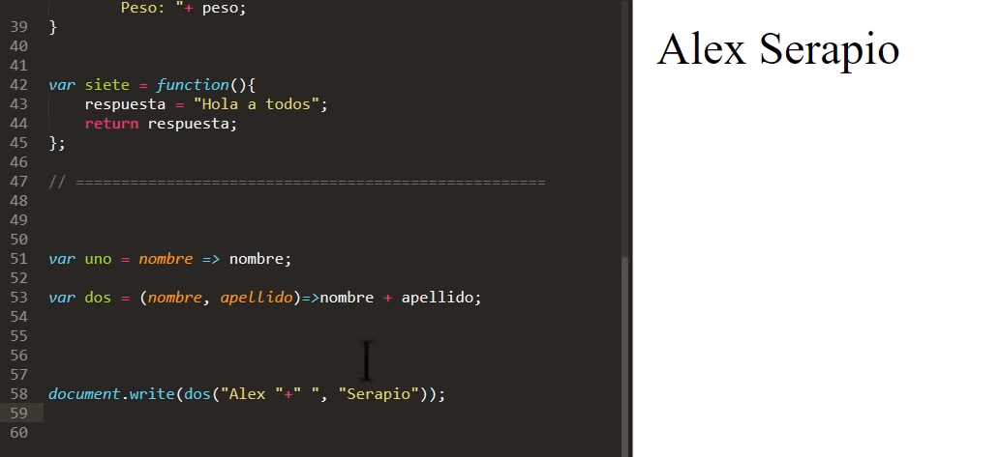 Peso: "+ peso;
39 }
40
41
42 var siete = function(){
43 respuesta = "Hola a todos";
44 return respuesta;
45 };
46
47 // ====================================================
48
49
50
51 var uno = nombre => nombre;
52
53 var dos = (nombre, apellido)=>nombre + apellido;
54
55
56
57
58 document.write(dos("Alex "+" ", "Serapio"));
59
60
Alex Serapio